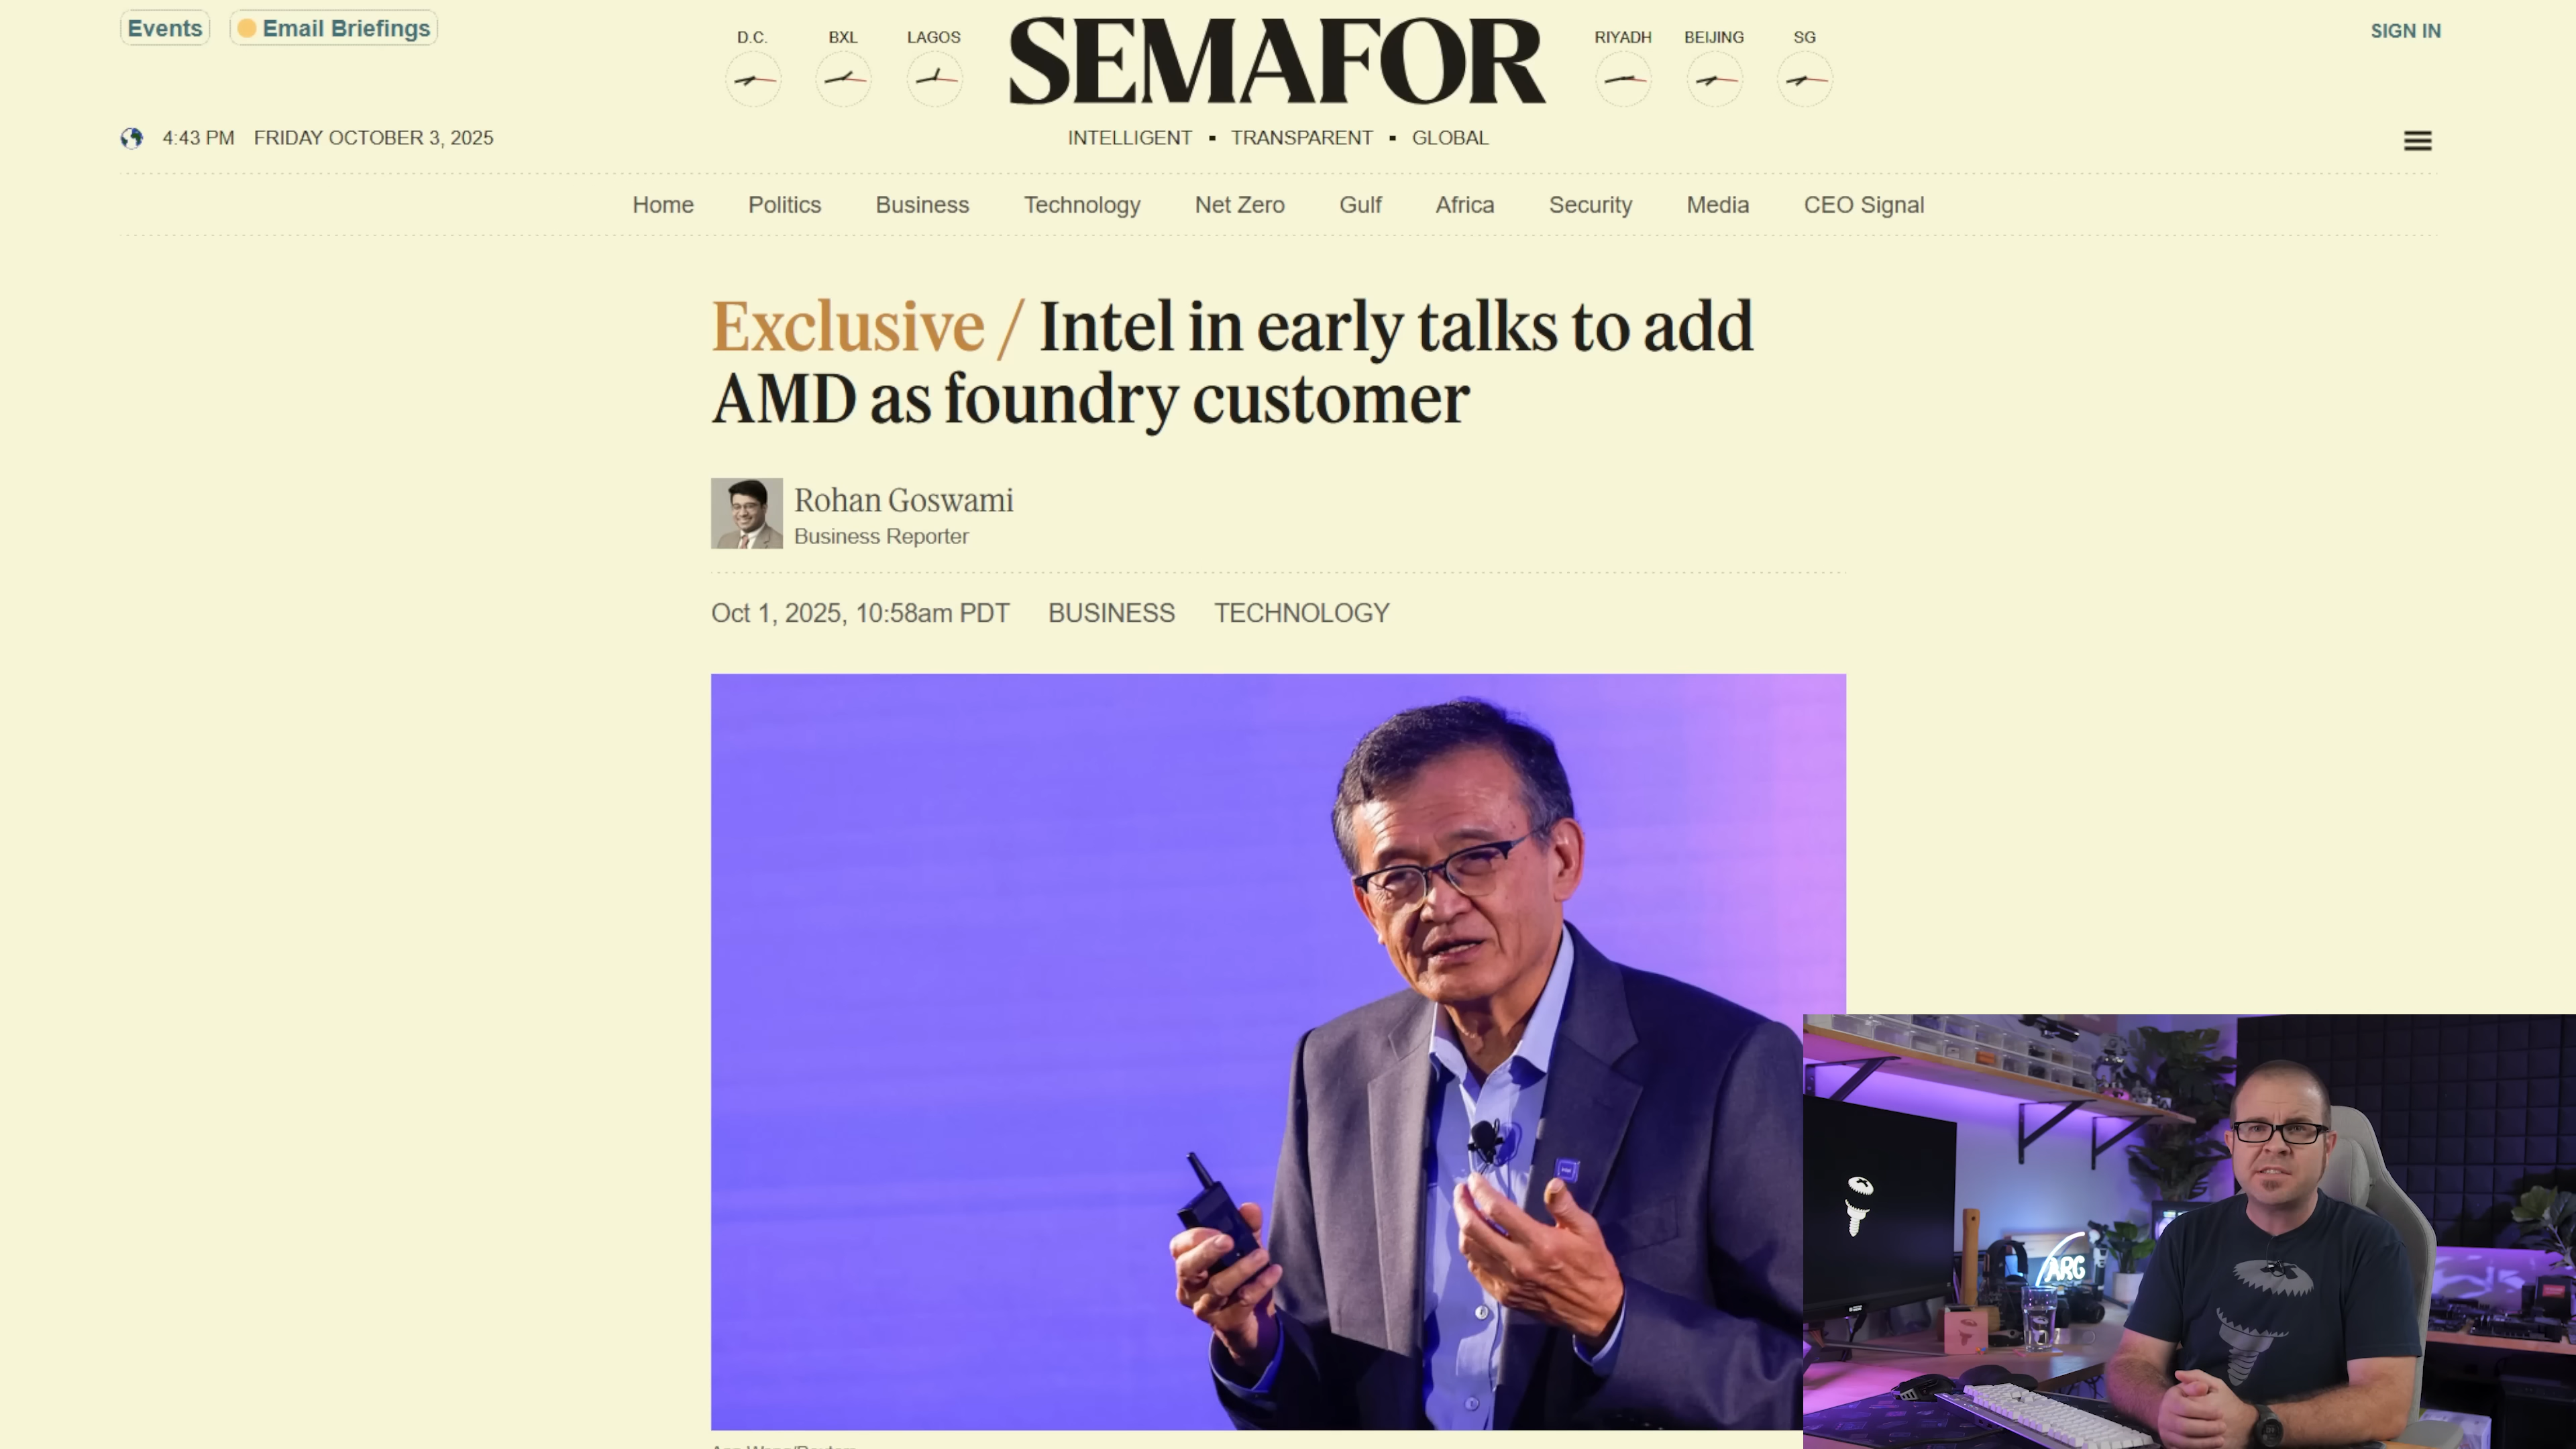 Events
Email Briefings
D.C.
BXL
LAGOS
SEMAFOR
RIYADH
BEIJING
SG
SIGN IN
4:43 PM FRIDAY OCTOBER 3, 2025
INTELLIGENT ▪ TRANSPARENT ▪ GLOBAL
Home Politics Business Technology Net Zero Gulf Africa Security Media CEO Signal
Exclusive / Intel in early talks to add
AMD as foundry customer
Rohan Goswami
Business Reporter
Oct 1, 2025, 10:58am PDT BUSINESS TECHNOLOGY
ARG